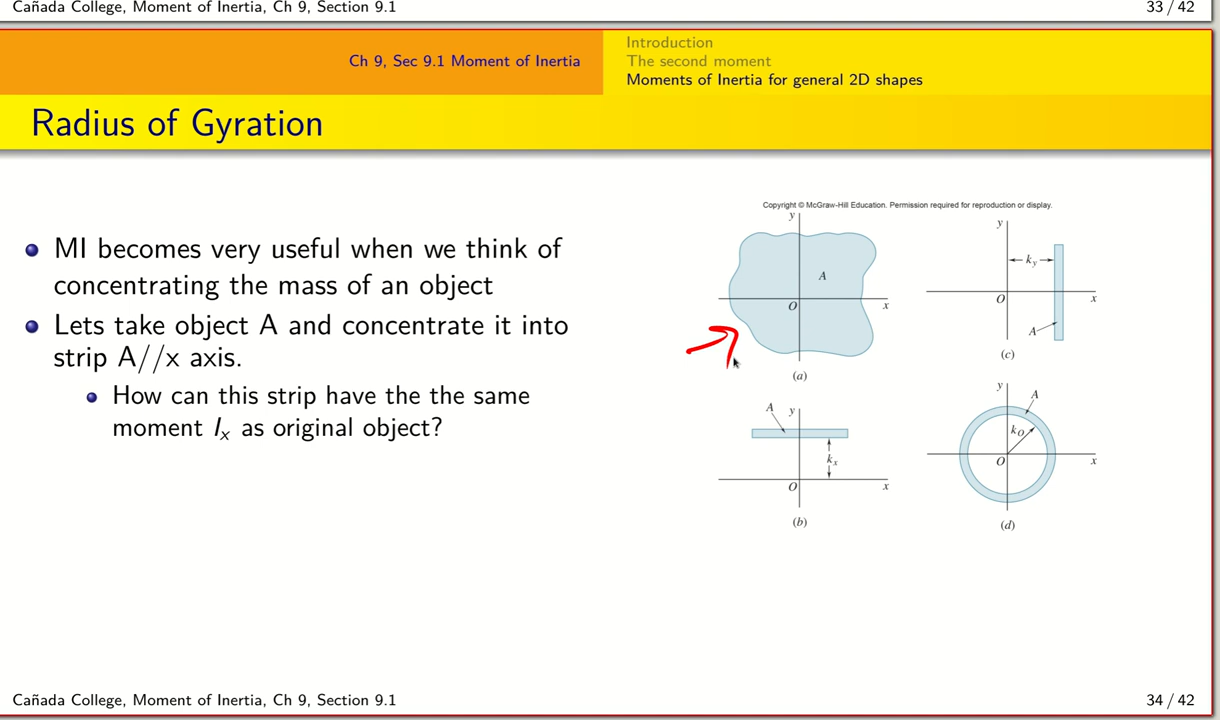 Cañada College, Moment of Inertia, Ch 9, Section 9.1 33 / 42
Ch 9, Sec 9.1 Moment of Inertia
Introduction
The second moment
Moments of Inertia for general 2D shapes
Radius of Gyration
MI becomes very useful when we think of
concentrating the mass of an object
Lets take object A and concentrate it into
strip A//x axis.
How can this strip have the the same
moment Iₓ as original object?
Copyright © McGraw-Hill Education. Permission required for reproduction or display.
y
A
O
x
(a)
y
k_y
O
x
A
(c)
A
y
kₓ
O
x
(b)
y
A
k_O
O
x
(d)
Cañada College, Moment of Inertia, Ch 9, Section 9.1 34 / 42